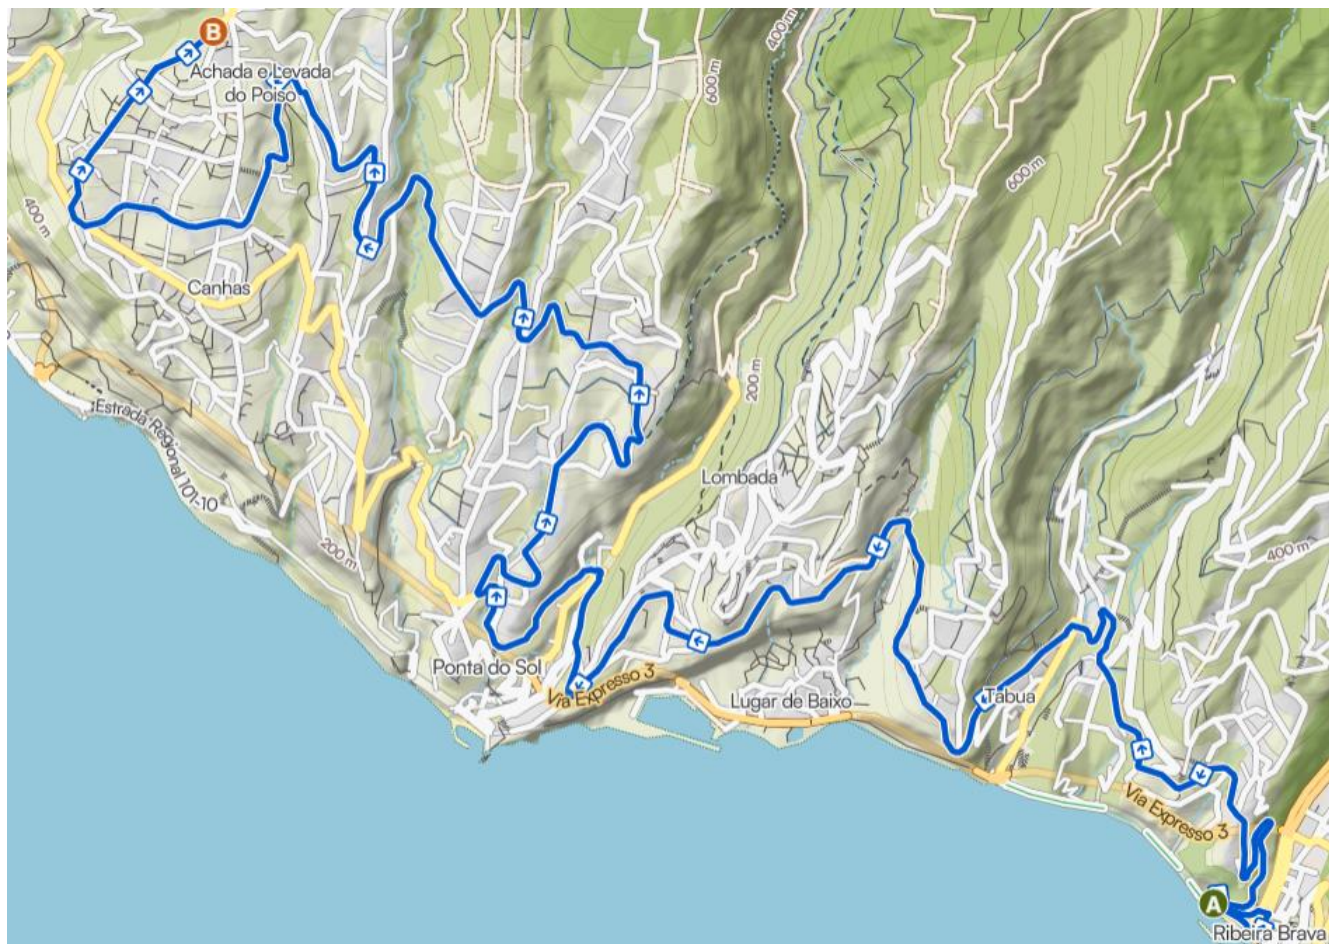 B
Achada e Levada
do Poiso
400 m
600 m
600 m
400 m
Canhas
200 m
Estrada Regional 101-10
Lombada
200 m
400 m
Ponta do Sol
Via Expresso 3
Lugar de Baixo
Tabua
Via Expresso 3
A
Ribeira Brava